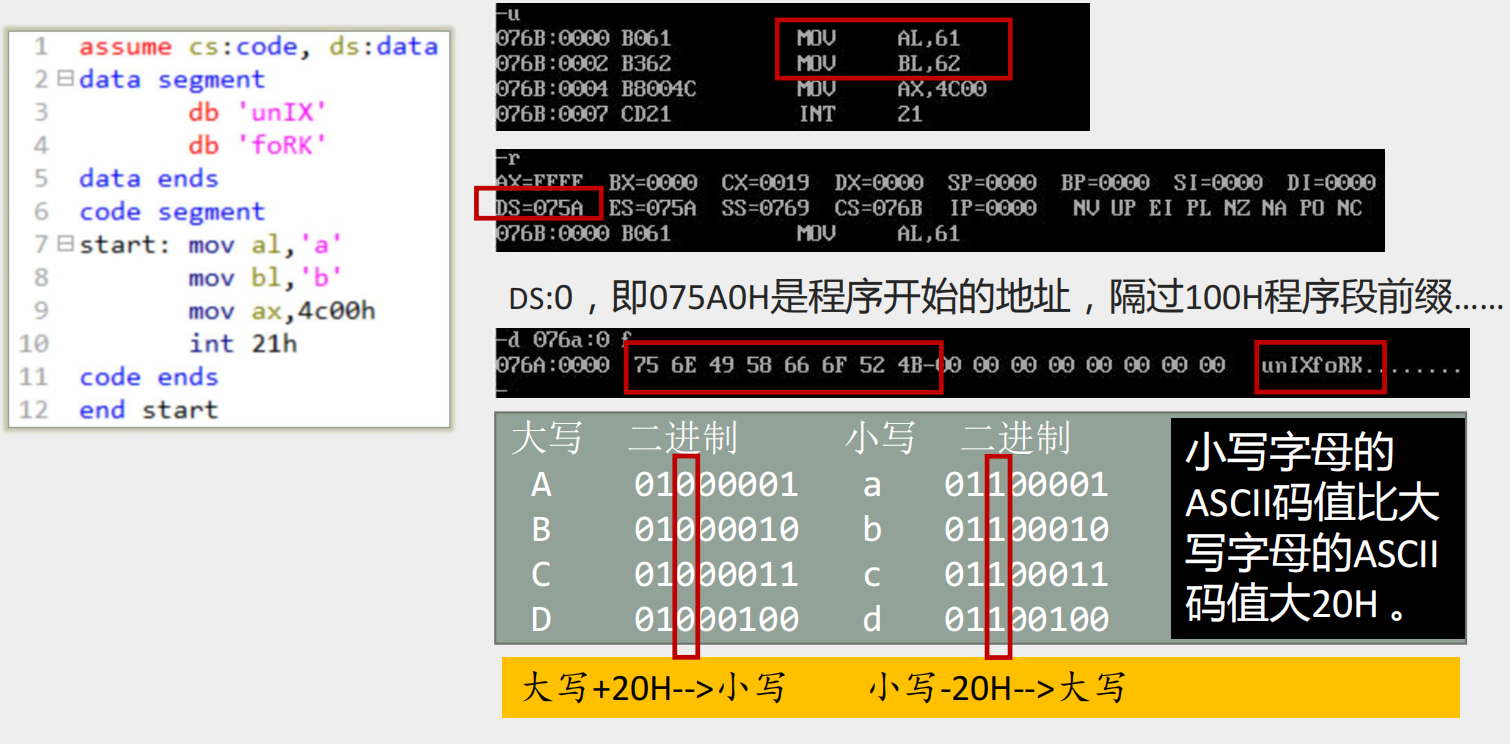 1 assume cs:code, ds:data
2 data segment
3 db 'unIX'
4 db 'foRK'
5 data ends
6 code segment
7 start: mov al,'a'
8 mov bl,'b'
9 mov ax,4c00h
10 int 21h
11 code ends
12 end start
-u
076B:0000 B061 MOV AL,61
076B:0002 B362 MOV BL,62
076B:0004 B8004C MOV AX,4C00
076B:0007 CD21 INT 21
-r
AX=FFFF BX=0000 CX=0019 DX=0000 SP=0000 BP=0000 SI=0000 DI=0000
DS=075A ES=075A SS=0769 CS=076B IP=0000 NV UP EI PL NZ NA PO NC
076B:0000 B061 MOV AL,61
DS:0，即075A0H是程序开始的地址，隔过100H程序段前缀……
-d 076a:0 f
076A:0000 75 6E 49 58 66 6F 52 4B-00 00 00 00 00 00 00 00 unIXfoRK........
-
大写 二进制 小写 二进制
A 01000001 a 01100001
B 01000010 b 01100010
C 01000011 c 01100011
D 01000100 d 01100100
小写字母的
ASCII码值比大
写字母的ASCII
码值大20H 。
大写+20H-->小写 小写-20H-->大写